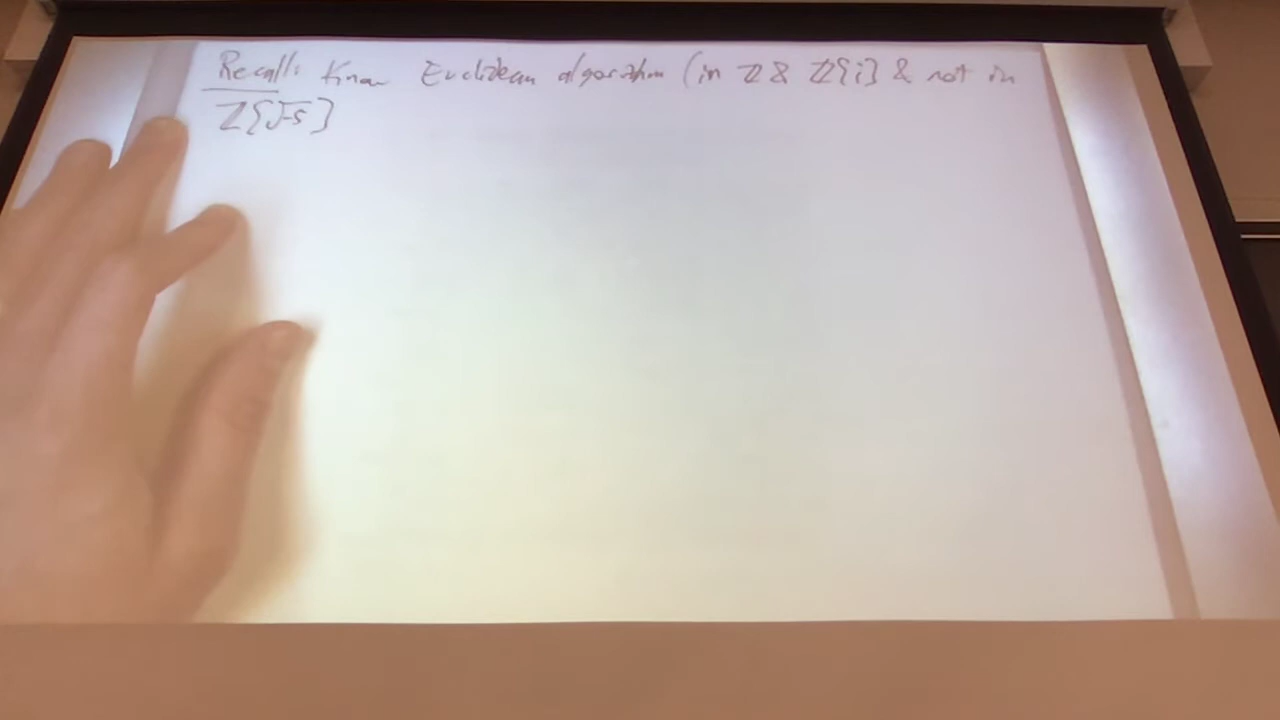 Recall: Know Euclidean algorithm (in ℤ & ℤ[i] & not in
ℤ[√-5]